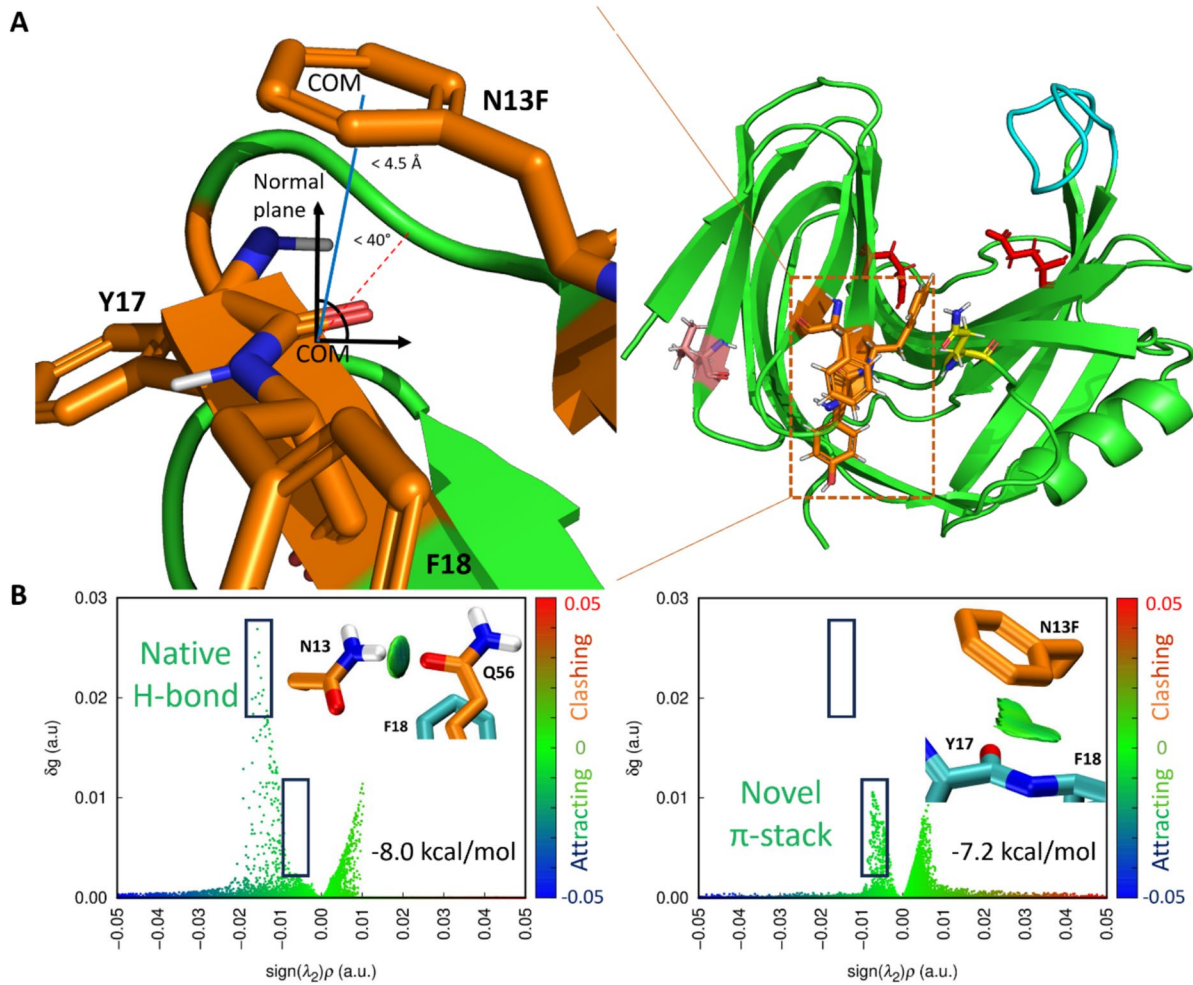 A
COM
N13F
< 4.5 Å
Normal
plane
< 40°
Y17
COM
F18
B
0.03
0.02
0.01
0.00
δg (a.u)
Native
H-bond
N13
Q56
F18
-8.0 kcal/mol
−0.05
−0.04
−0.03
−0.02
−0.01
0.00
0.01
0.02
0.03
0.04
0.05
sign(λ₂)ρ (a.u.)
0.05
Clashing
0
Attracting
-0.05
0.03
0.02
0.01
0.00
δg (a.u)
N13F
Y17
F18
Novel
π-stack
-7.2 kcal/mol
−0.05
−0.04
−0.03
−0.02
−0.01
0.00
0.01
0.02
0.03
0.04
0.05
sign(λ₂)ρ (a.u.)
0.05
Clashing
0
Attracting
-0.05